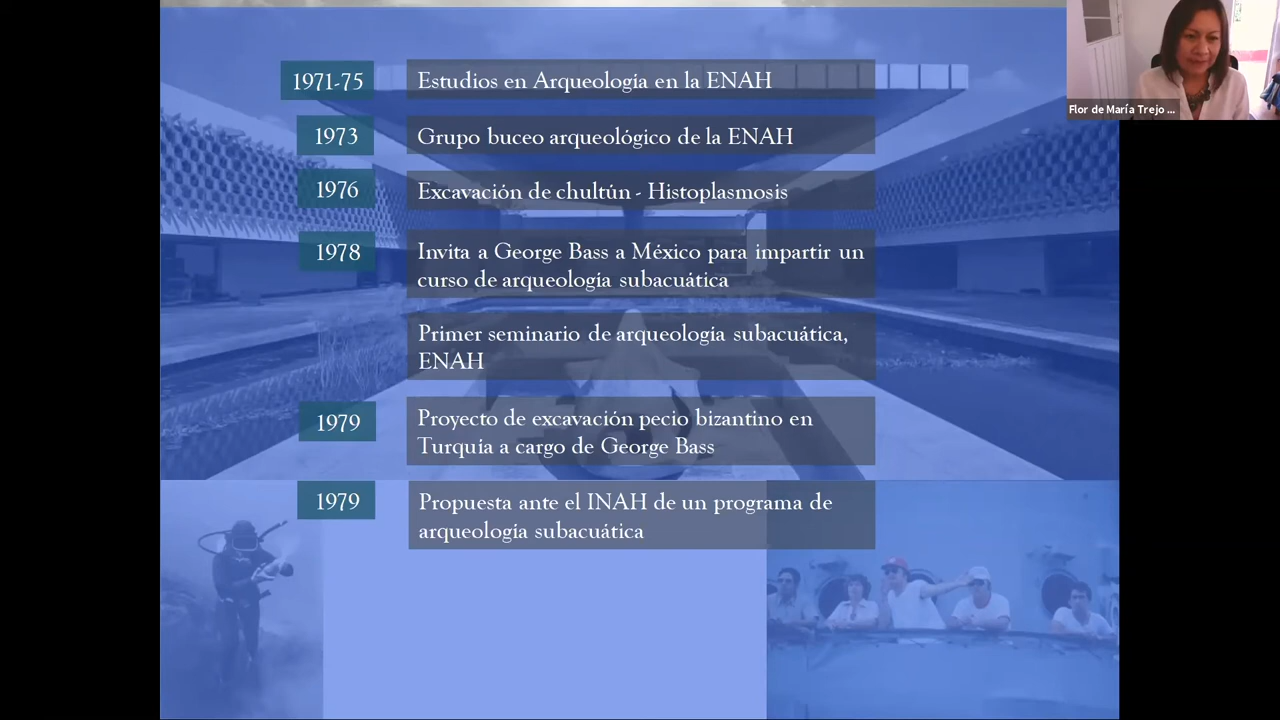 1971-75
Estudios en Arqueología en la ENAH
1973
Grupo buceo arqueológico de la ENAH
1976
Excavación de chultún - Histoplasmosis
1978
Invita a George Bass a México para impartir un
curso de arqueología subacuática
Primer seminario de arqueología subacuática,
ENAH
1979
Proyecto de excavación pecio bizantino en
Turquía a cargo de George Bass
1979
Propuesta ante el INAH de un programa de
arqueología subacuática
Flor de María Trejo ...